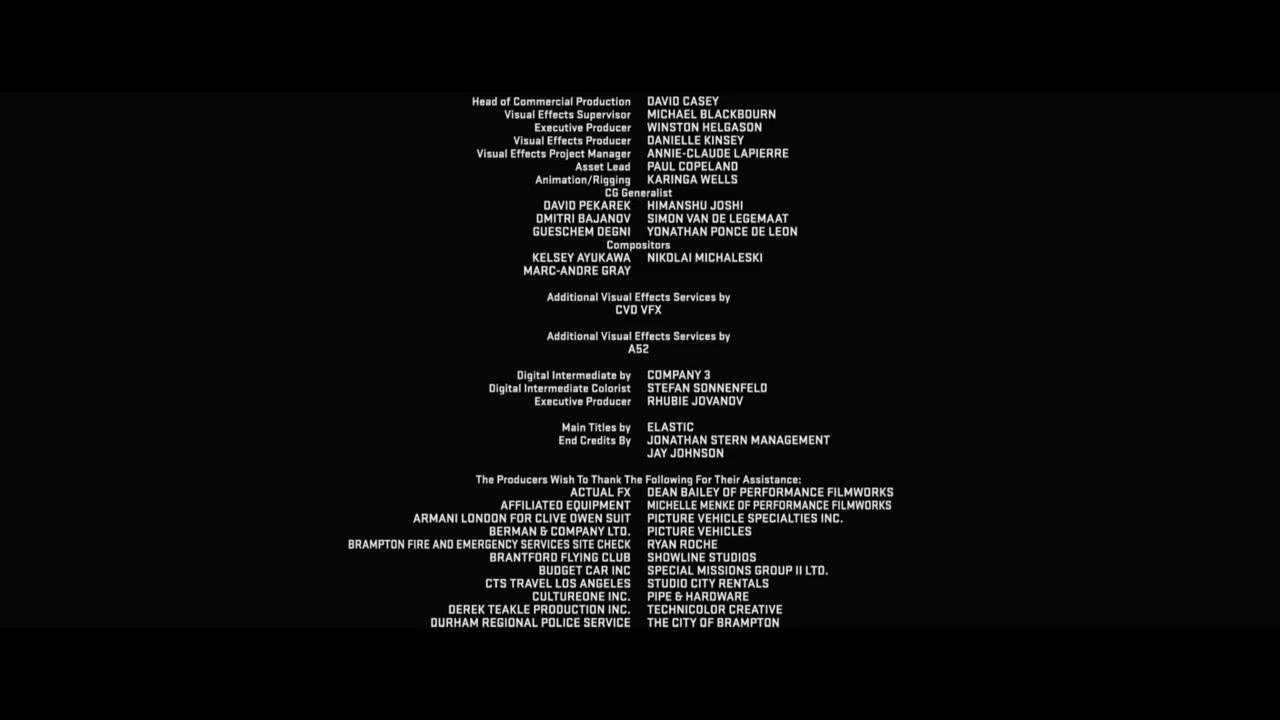 Head of Commercial Production DAVID CASEY
Visual Effects Supervisor MICHAEL BLACKBOURN
Executive Producer WINSTON HELGASON
Visual Effects Producer DANIELLE KINSEY
Visual Effects Project Manager ANNIE-CLAUDE LAPIERRE
Asset Lead PAUL COPELAND
Animation/Rigging KARINGA WELLS
CG Generalist
DAVID PEKAREK HIMANSHU JOSHI
DMITRI BAJANOV SIMON VAN DE LEGEMAAT
GUESCHEM DEGNI YONATHAN PONCE DE LEON
Compositors
KELSEY AYUKAWA NIKOLAI MICHALESKI
MARC-ANDRE GRAY
Additional Visual Effects Services by
CVD VFX
Additional Visual Effects Services by
A52
Digital Intermediate by COMPANY 3
Digital Intermediate Colorist STEFAN SONNENFELD
Executive Producer RHUBIE JOVANOV
Main Titles by ELASTIC
End Credits By JONATHAN STERN MANAGEMENT
JAY JOHNSON
The Producers Wish To Thank The Following For Their Assistance:
ACTUAL FX DEAN BAILEY OF PERFORMANCE FILMWORKS
AFFILIATED EQUIPMENT MICHELLE MENKE OF PERFORMANCE FILMWORKS
ARMANI LONDON FOR CLIVE OWEN SUIT PICTURE VEHICLE SPECIALTIES INC.
BERMAN & COMPANY LTD. PICTURE VEHICLES
BRAMPTON FIRE AND EMERGENCY SERVICES SITE CHECK RYAN ROCHE
BRANTFORD FLYING CLUB SHOWLINE STUDIOS
BUDGET CAR INC SPECIAL MISSIONS GROUP II LTD.
CTS TRAVEL LOS ANGELES STUDIO CITY RENTALS
CULTUREONE INC. PIPE & HARDWARE
DEREK TEAKLE PRODUCTION INC. TECHNICOLOR CREATIVE
DURHAM REGIONAL POLICE SERVICE THE CITY OF BRAMPTON